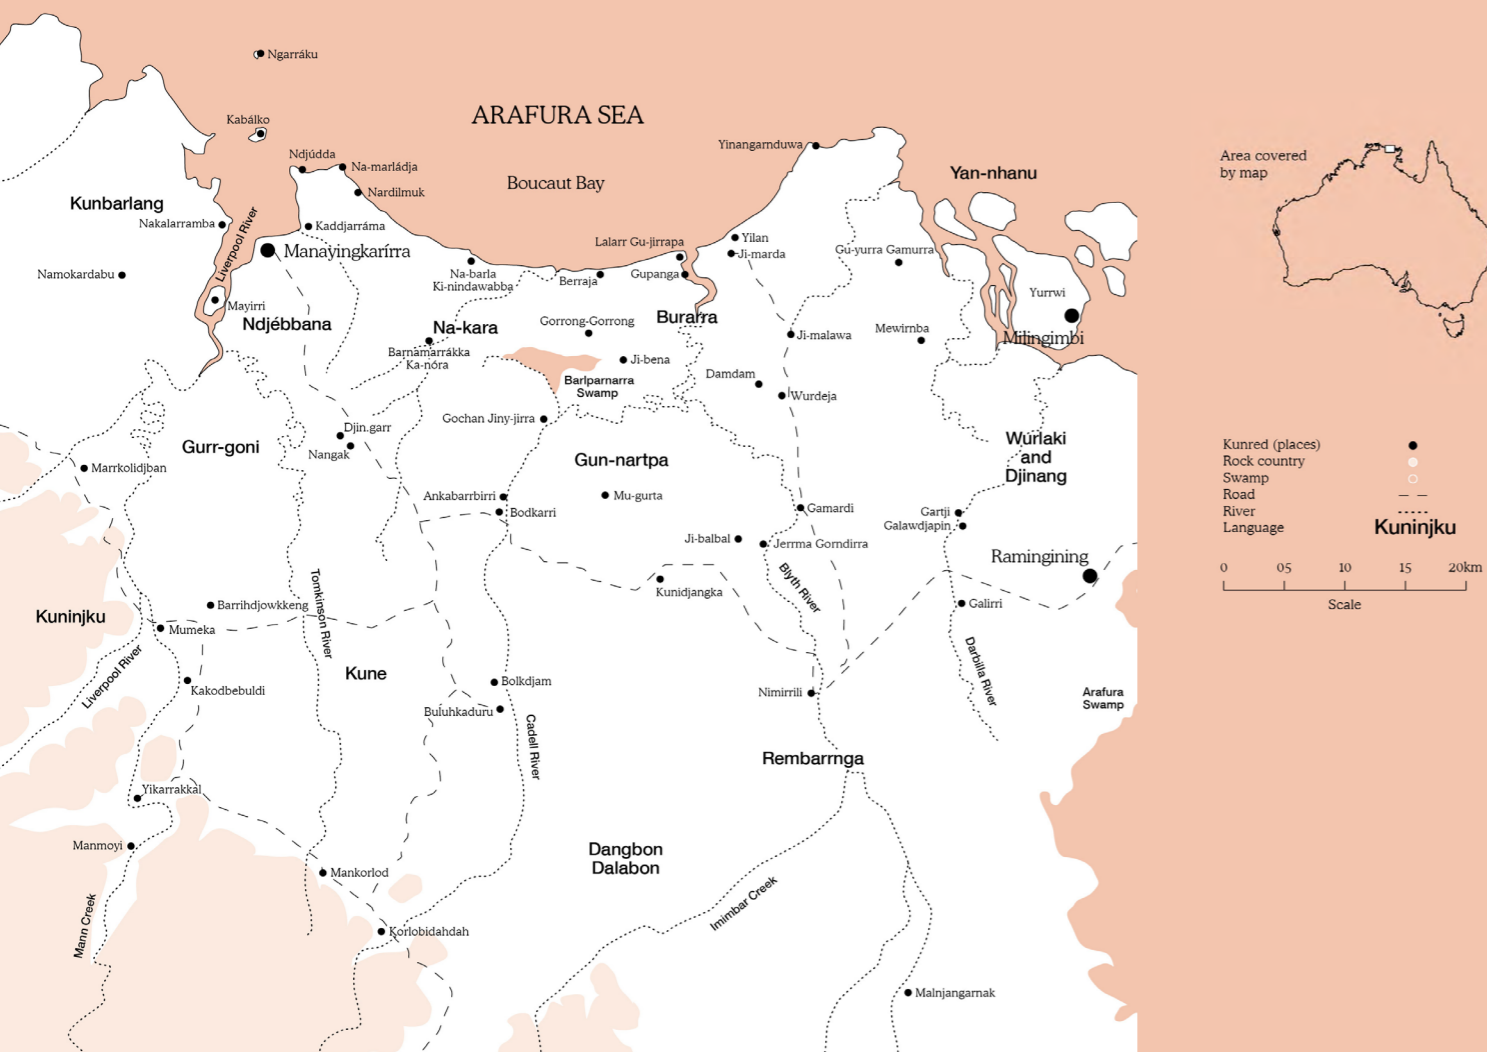 Ngarráku
Kabálko
ARAFURA SEA
Ndjúdda
Na-marládja
Nardilmuk
Boucaut Bay
Yinangarnduwa
Yan-nhanu
Area covered
by map
Kunbarlang
Nakalarramba
Liverpool River
Kaddjarráma
Manayingkarírra
Namokardabu
Mayirri
Ndjébbana
Na-barla
Ki-nindawabba
Berraja
Lalarr Gu-jirrapa
Gupanga
Yilan
Ji-marda
Gu-yurra Gamurra
Yurrwi
Milingimbi
Na-kara
Gorrong-Gorrong
Burarra
Ji-malawa
Mewirnba
Barnamarrákka
Ka-nóra
Ji-bena
Barlparnarra
Swamp
Damdam
Wurdeja
Gochan Jiny-jirra
Djin.garr
Nangak
Gurr-goni
Marrkolidjban
Gun-nartpa
Wurlaki
and
Djinang
Kunred (places)
Rock country
Swamp
Road
River
Language
Kuninjku
Ankabarrbirri
Bodkarri
Mu-gurta
Gamardi
Gartji
Galawdjapin
Ji-balbal
Jerrma Gorndirra
Ramingining
0 05 10 15 20km
Scale
Kunidjangka
Blyth River
Galirri
Tomkinson River
Barrihdjowkkeng
Kuninjku
Mumeka
Liverpool River
Kakodbebuldi
Kune
Bolkdjam
Buluhkaduru
Cadell River
Nimirrili
Darbilla River
Arafura
Swamp
Rembarrnga
Yikarrakkal
Manmoyi
Mankorlod
Dangbon
Dalabon
Imimbar Creek
Mann Creek
Korlobidahdah
Malnjangarnak